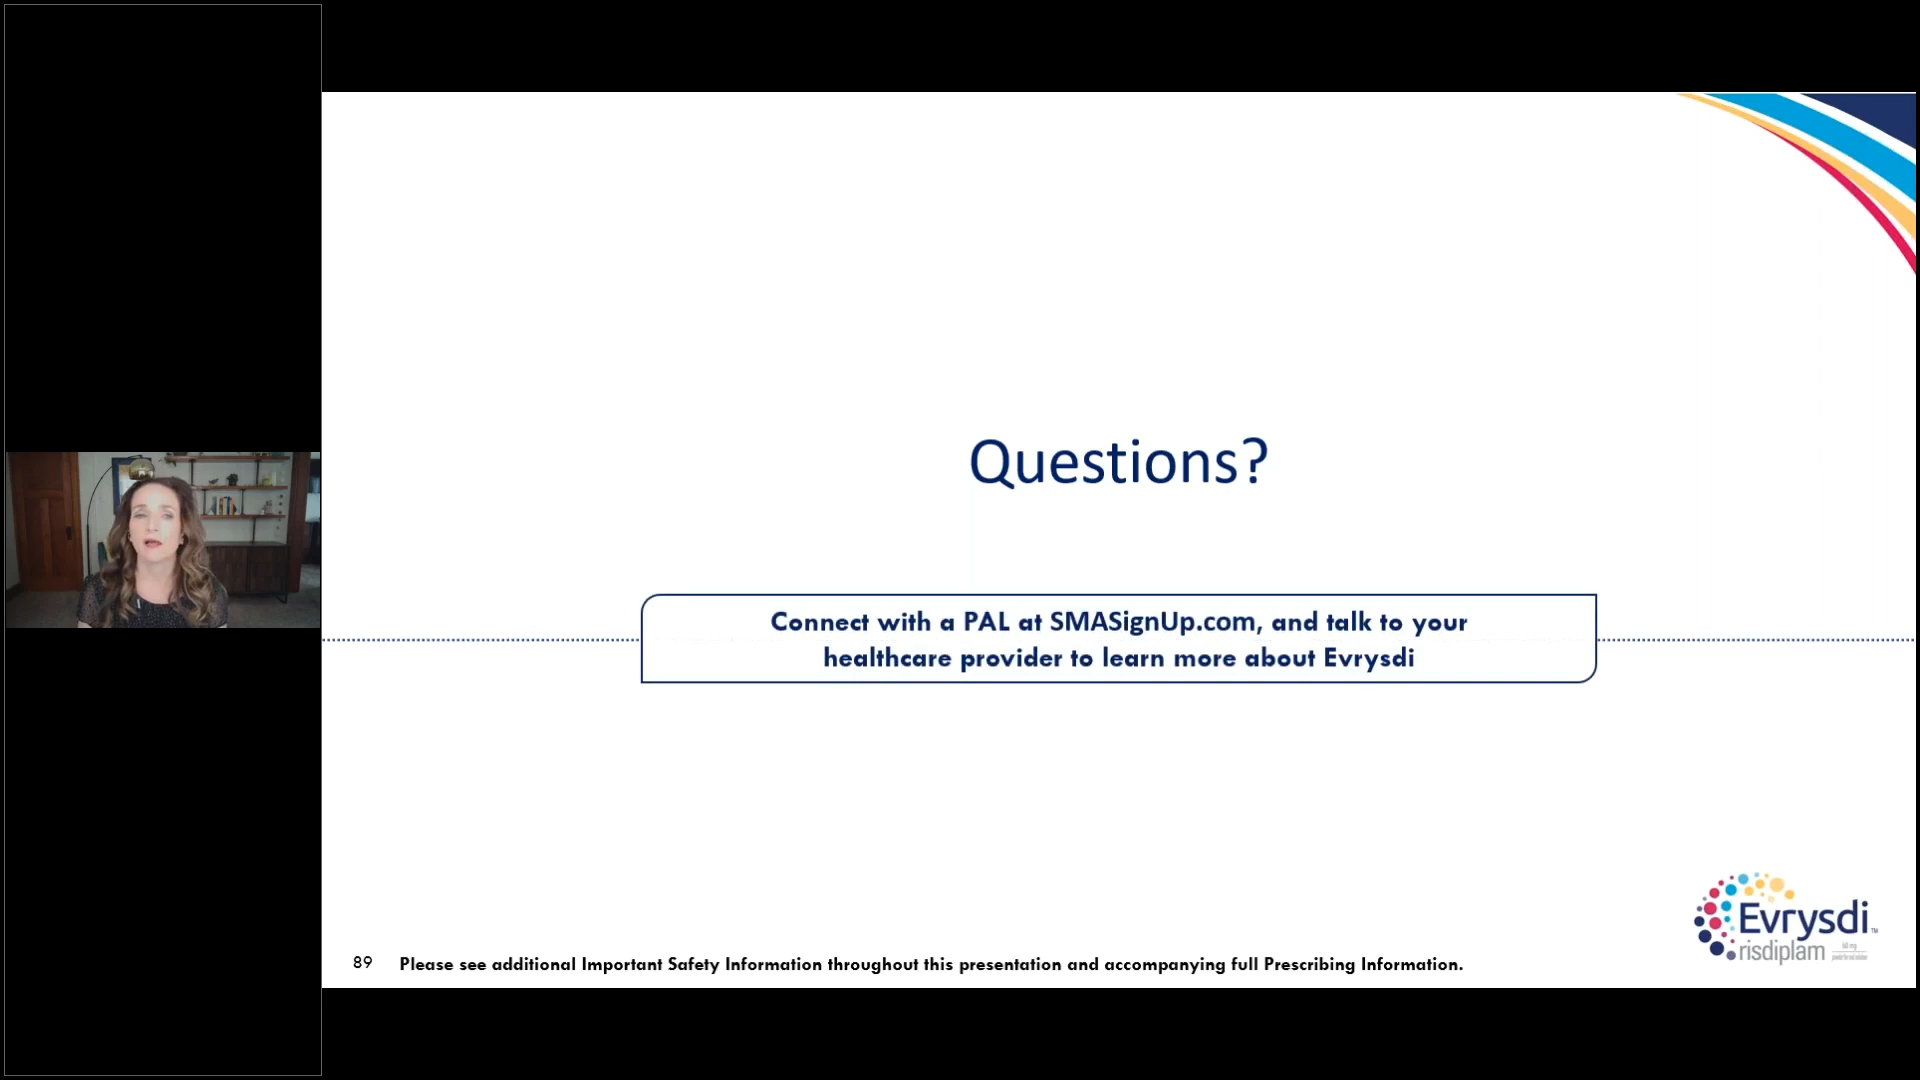 Questions?
Connect with a PAL at SMASignUp.com, and talk to your
healthcare provider to learn more about Evrysdi
Evrysdi™
risdiplam
89 Please see additional Important Safety Information throughout this presentation and accompanying full Prescribing Information.